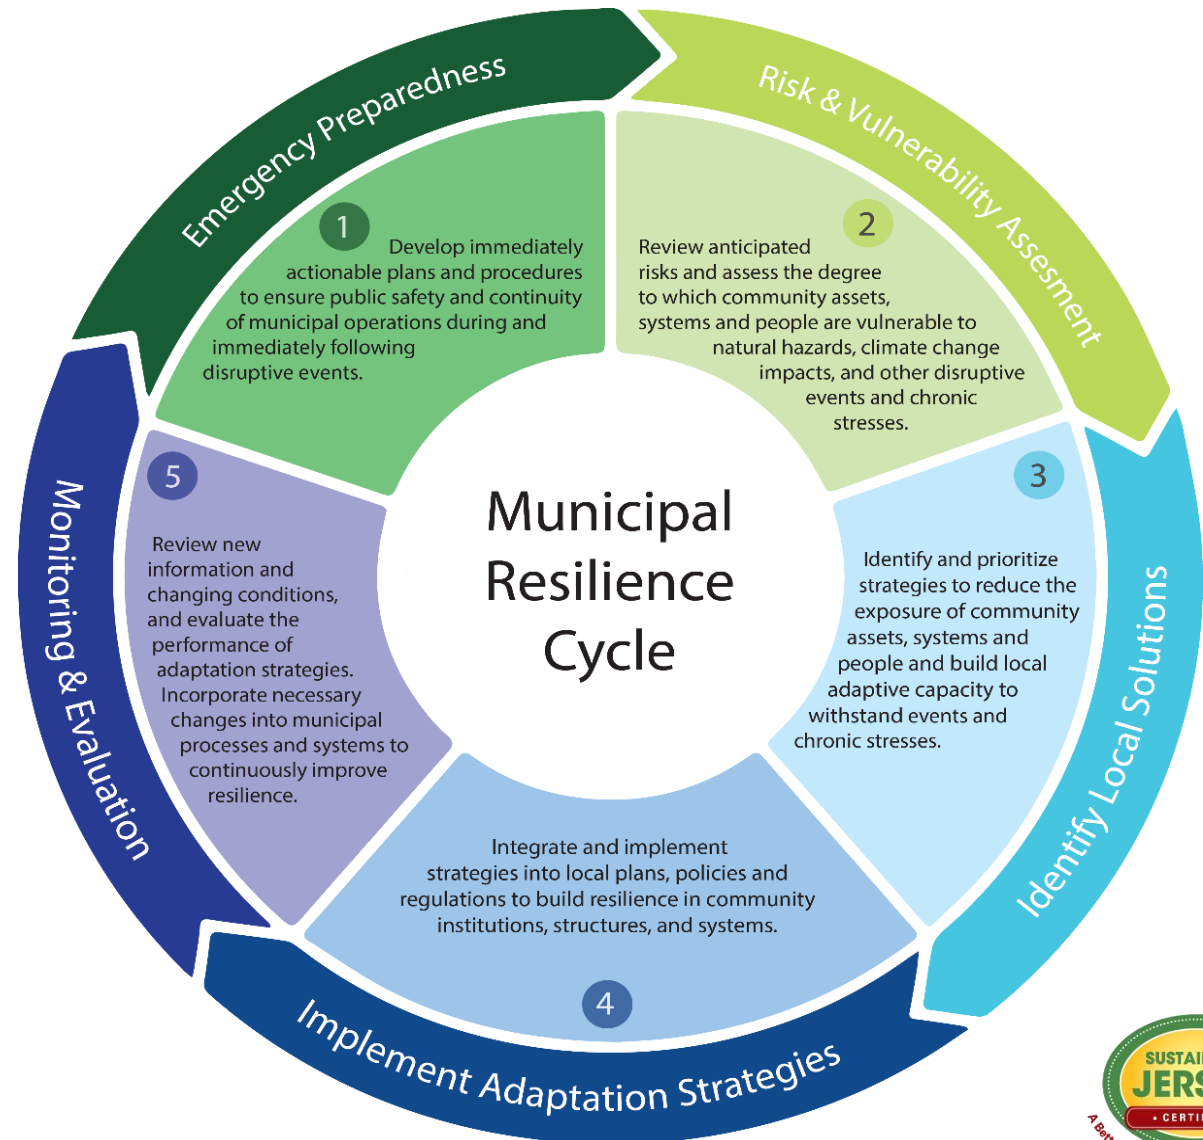 Emergency Preparedness
Risk & Vulnerability Assesment
1
Develop immediately
actionable plans and procedures
to ensure public safety and continuity
of municipal operations during and
immediately following
disruptive events.
2
Review anticipated
risks and assess the degree
to which community assets,
systems and people are vulnerable to
natural hazards, climate change
impacts, and other disruptive
events and chronic
stresses.
3
Identify and prioritize
strategies to reduce the
exposure of community
assets, systems and
people and build local
adaptive capacity to
withstand events and
chronic stresses.
Identify Local Solutions
Municipal
Resilience
Cycle
4
Integrate and implement
strategies into local plans, policies and
regulations to build resilience in community
institutions, structures, and systems.
Implement Adaptation Strategies
5
Review new
information and
changing conditions,
and evaluate the
performance of
adaptation strategies.
Incorporate necessary
changes into municipal
processes and systems to
continuously improve
resilience.
Monitoring & Evaluation